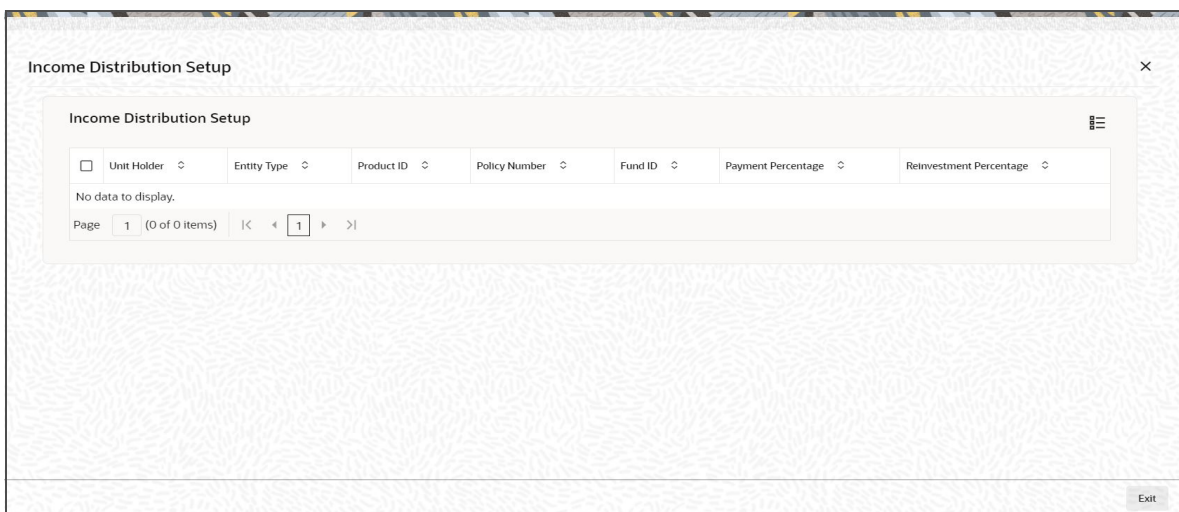 Income Distribution Setup
Income Distribution Setup
Unit Holder Entity Type Product ID Policy Number Fund ID Payment Percentage Reinvestment Percentage
No data to display.
Page 1 (0 of 0 items) 1
Exit